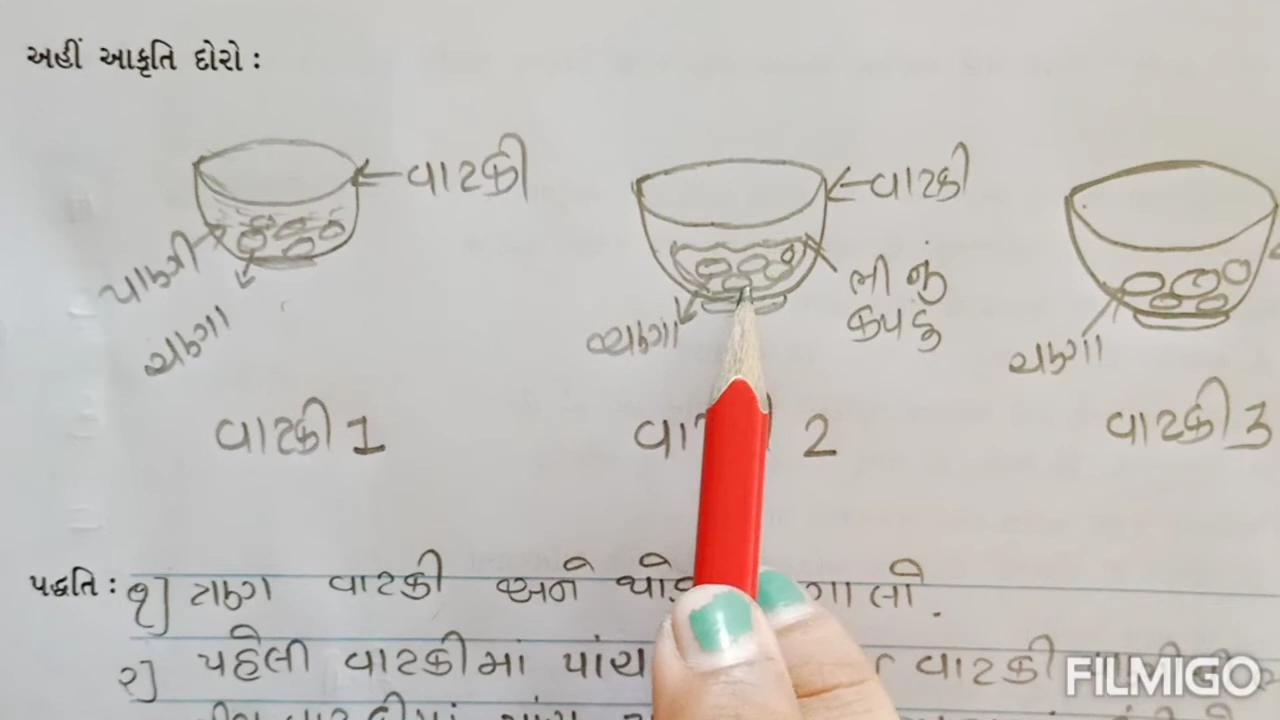 અહીં આકૃતિ દોરો :
વાટકી
પાણી
ચણા
વાટકી 1
વાટકી
ભીનું
કપડું
ચણા
2
ચણા
વાટકી 3
પદ્ધતિ : ૧] ત્રણ વાટકી અને લો.
૨] પહેલી વાટકીમાં પાંચ વાટકી
FILMIGO